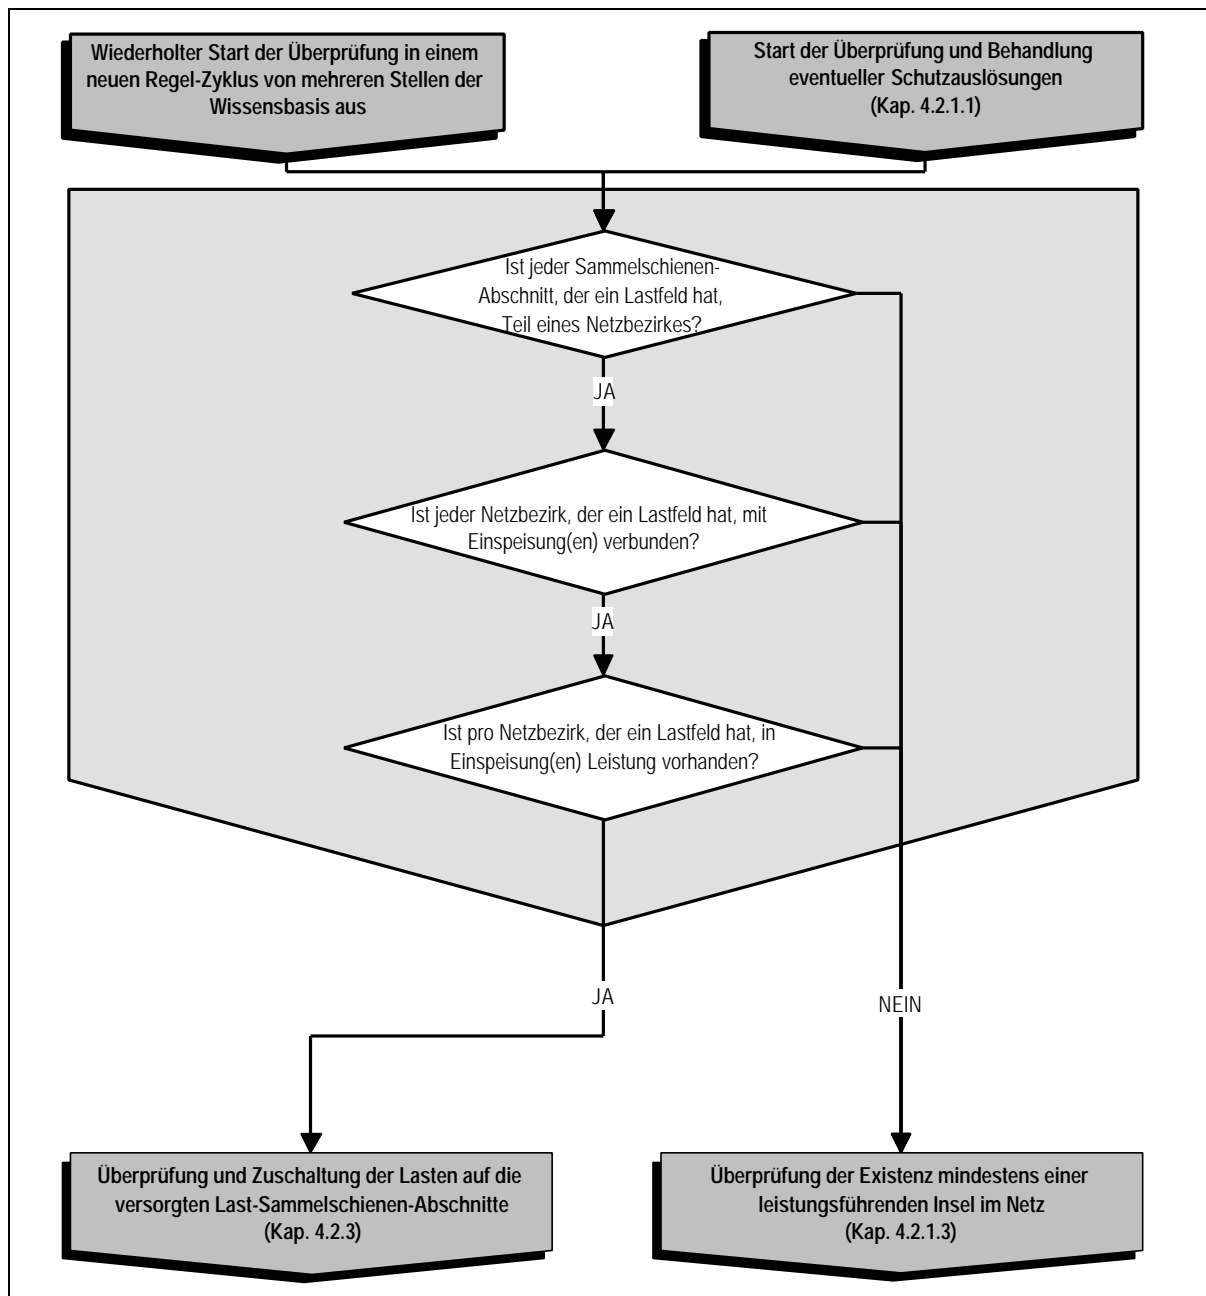 Wiederholter Start der Überprüfung in einem
neuen Regel-Zyklus von mehreren Stellen der
Wissensbasis aus
Start der Überprüfung und Behandlung
eventueller Schutzauslösungen
(Kap. 4.2.1.1)
Ist jeder Sammelschienen-
Abschnitt, der ein Lastfeld hat,
Teil eines Netzbezirkes?
JA
Ist jeder Netzbezirk, der ein Lastfeld hat, mit
Einspeisung(en) verbunden?
JA
Ist pro Netzbezirk, der ein Lastfeld hat, in
Einspeisung(en) Leistung vorhanden?
JA
NEIN
Überprüfung und Zuschaltung der Lasten auf die
versorgten Last-Sammelschienen-Abschnitte
(Kap. 4.2.3)
Überprüfung der Existenz mindestens einer
leistungsführenden Insel im Netz
(Kap. 4.2.1.3)